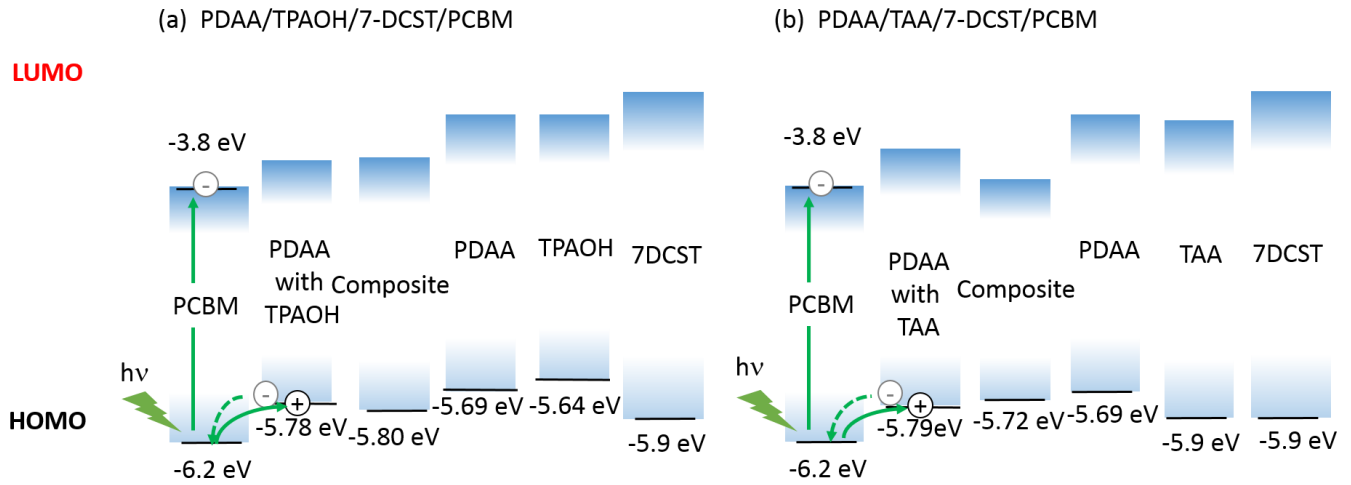 (a) PDAA/TPAOH/7-DCST/PCBM
LUMO
-3.8 eV
-
PDAA
with
TPAOH
Composite
PDAA
TPAOH
7DCST
PCBM
hν
HOMO
-
+
-6.2 eV
-5.78 eV
-5.80 eV
-5.69 eV
-5.64 eV
-5.9 eV
(b) PDAA/TAA/7-DCST/PCBM
-3.8 eV
-
PDAA
with
TAA
Composite
PDAA
TAA
7DCST
PCBM
hν
-
+
-6.2 eV
-5.79eV
-5.72 eV
-5.69 eV
-5.9 eV
-5.9 eV